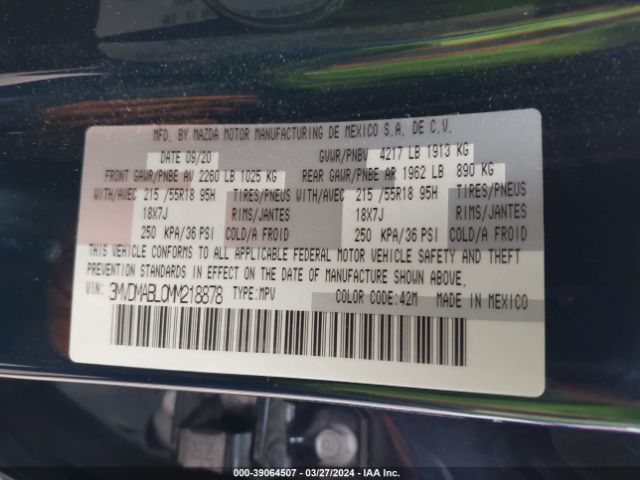 MFD. BY MAZDA MOTOR MANUFACTURING DE MEXICO S.A. DE C.V.
DATE 09/20 GVWR/PNBV 4217 LB 1913 KG
FRONT GAWR/PNBE AV 2260 LB 1025 KG REAR GAWR/PNBE AR 1962 LB 890 KG
WITH/AVEC 215 /55R18 95H TIRES/PNEUS WITH/AVEC 215 /55R18 95H TIRES/PNEUS
18X7J RIMS/JANTES 18X7J RIMS/JANTES
250 KPA/36 PSI COLD/A FROID 250 KPA/36 PSI COLD/A FROID
THIS VEHICLE CONFORMS TO ALL APPLICABLE FEDERAL MOTOR VEHICLE SAFETY AND THEFT
PREVENTION STANDARDS IN EFFECT ON THE DATE OF MANUFACTURE SHOWN ABOVE.
VIN: 3MVDMABL0MM218878 TYPE:MPV COLOR CODE:42M MADE IN MEXICO
000-39064507 - 03/27/2024 - IAA Inc.